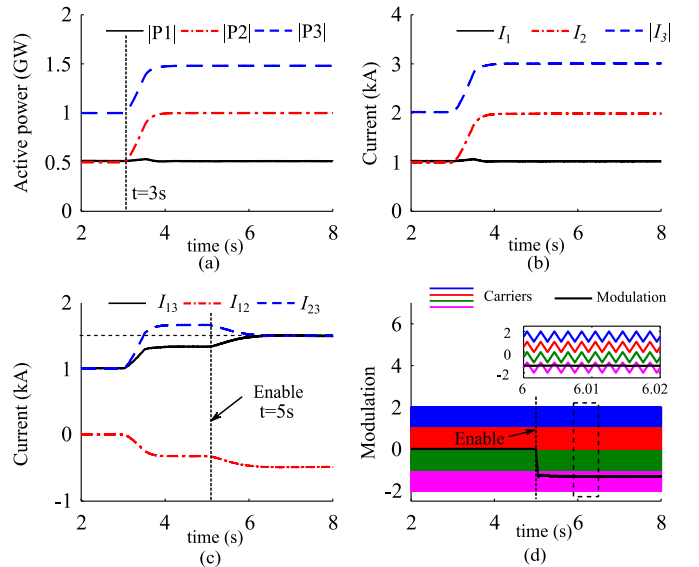 |P1| |P2| |P3|
Active power (GW)
2
1.5
1
0.5
0
t=3s
2 4 6 8
time (s)
(a)
I1 I2 |I3|
Current (kA)
4
3
2
1
0
2 4 6 8
time (s)
(b)
I13 I12 I23
Current (kA)
2
1
0
-1
Enable
t=5s
2 4 6 8
time (s)
(c)
Carriers Modulation
Modulation
6
4
2
0
-2
2
0
-2
6 6.01 6.02
Enable
2 4 6 8
time (s)
(d)